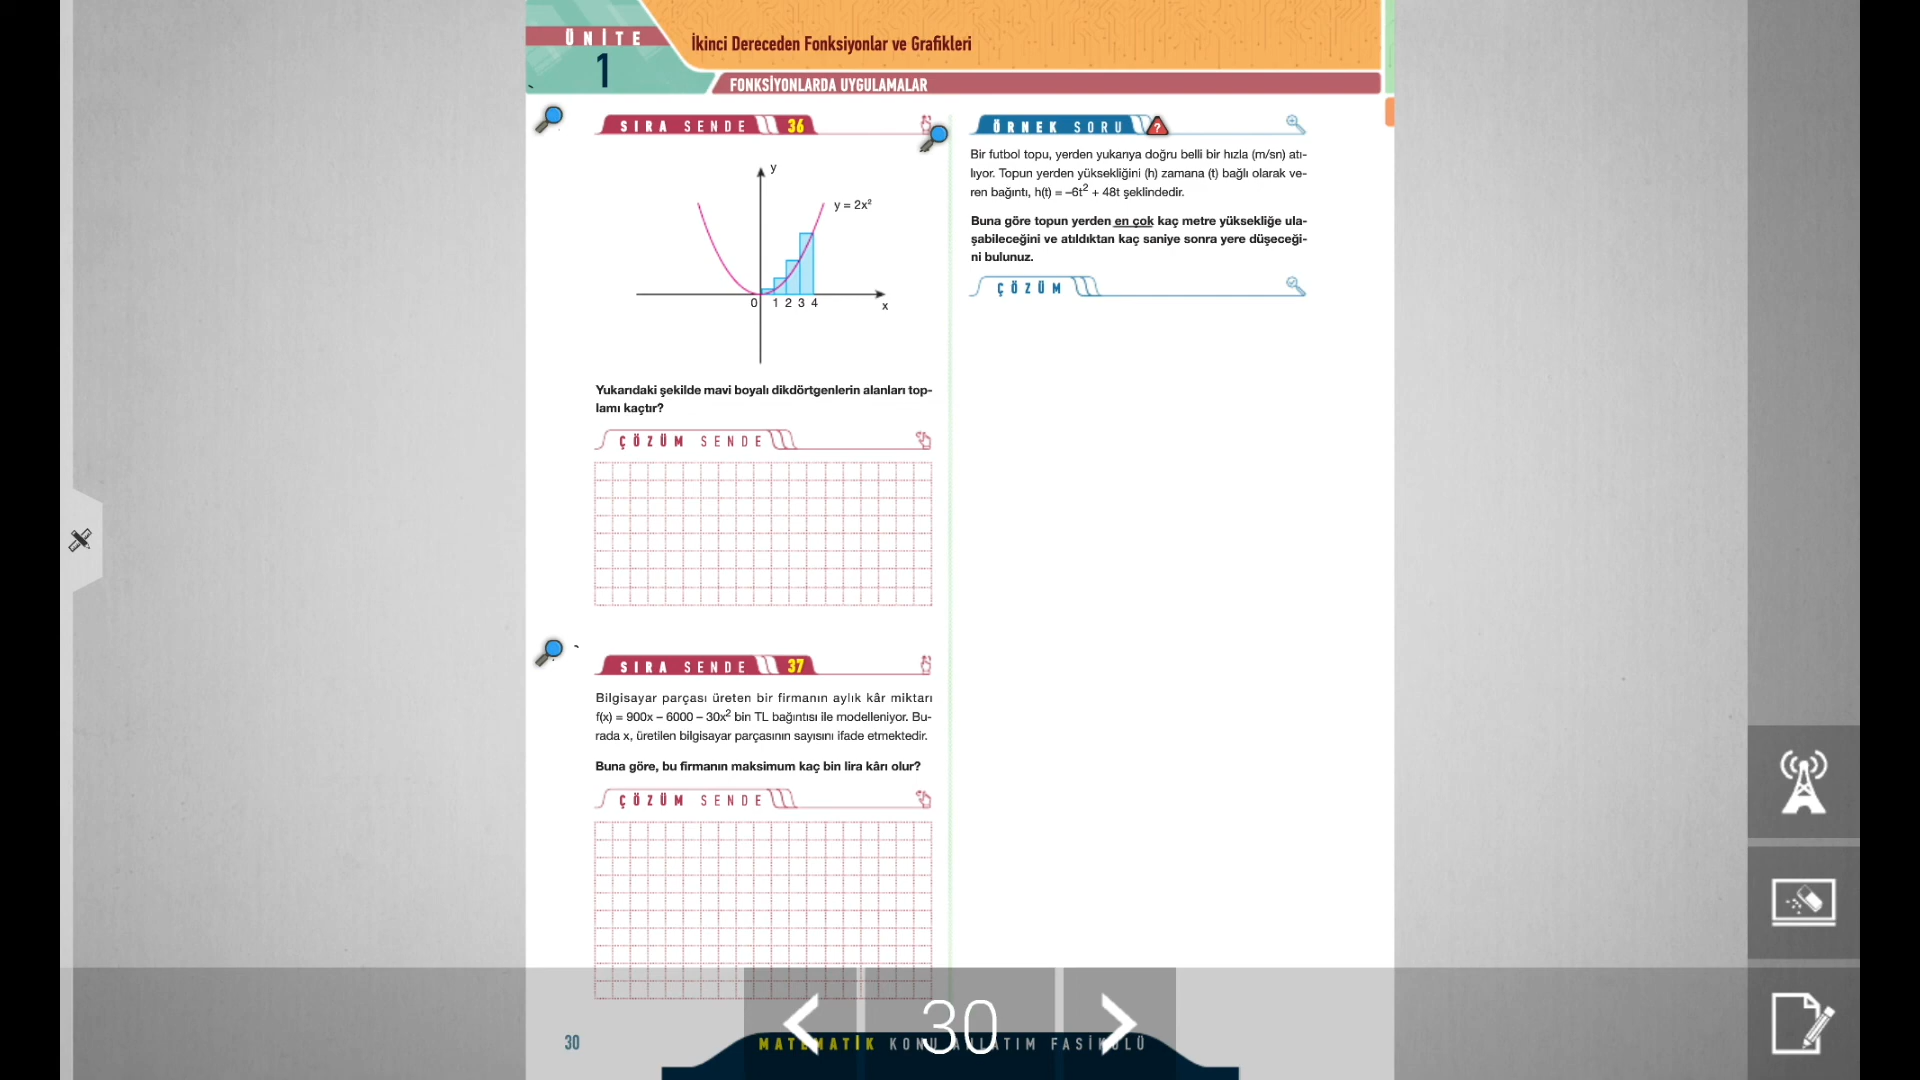 ÜNİTE
1
İkinci Dereceden Fonksiyonlar ve Grafikleri
FONKSİYONLARDA UYGULAMALAR
SIRA SENDE 36
y
y = 2x²
0 1 2 3 4
x
Yukarıdaki şekilde mavi boyalı dikdörtgenlerin alanları top-
lamı kaçtır?
ÇÖZÜM SENDE
SIRA SENDE 37
Bilgisayar parçası üreten bir firmanın aylık kâr miktarı
f(x) = 900x – 6000 – 30x² bin TL bağıntısı ile modelleniyor. Bu-
rada x, üretilen bilgisayar parçasının sayısını ifade etmektedir.
Buna göre, bu firmanın maksimum kaç bin lira kârı olur?
ÇÖZÜM SENDE
ÖRNEK SORU ?
Bir futbol topu, yerden yukarıya doğru belli bir hızla (m/sn) atı-
lıyor. Topun yerden yüksekliğini (h) zamana (t) bağlı olarak ve-
ren bağıntı, h(t) = –6t² + 48t şeklindedir.
Buna göre topun yerden en çok kaç metre yüksekliğe ula-
şabileceğini ve atıldıktan kaç saniye sonra yere düşeceği-
ni bulunuz.
ÇÖZÜM
30
30
MATEMATİK KONU ANLATIM FASİKÜLÜ